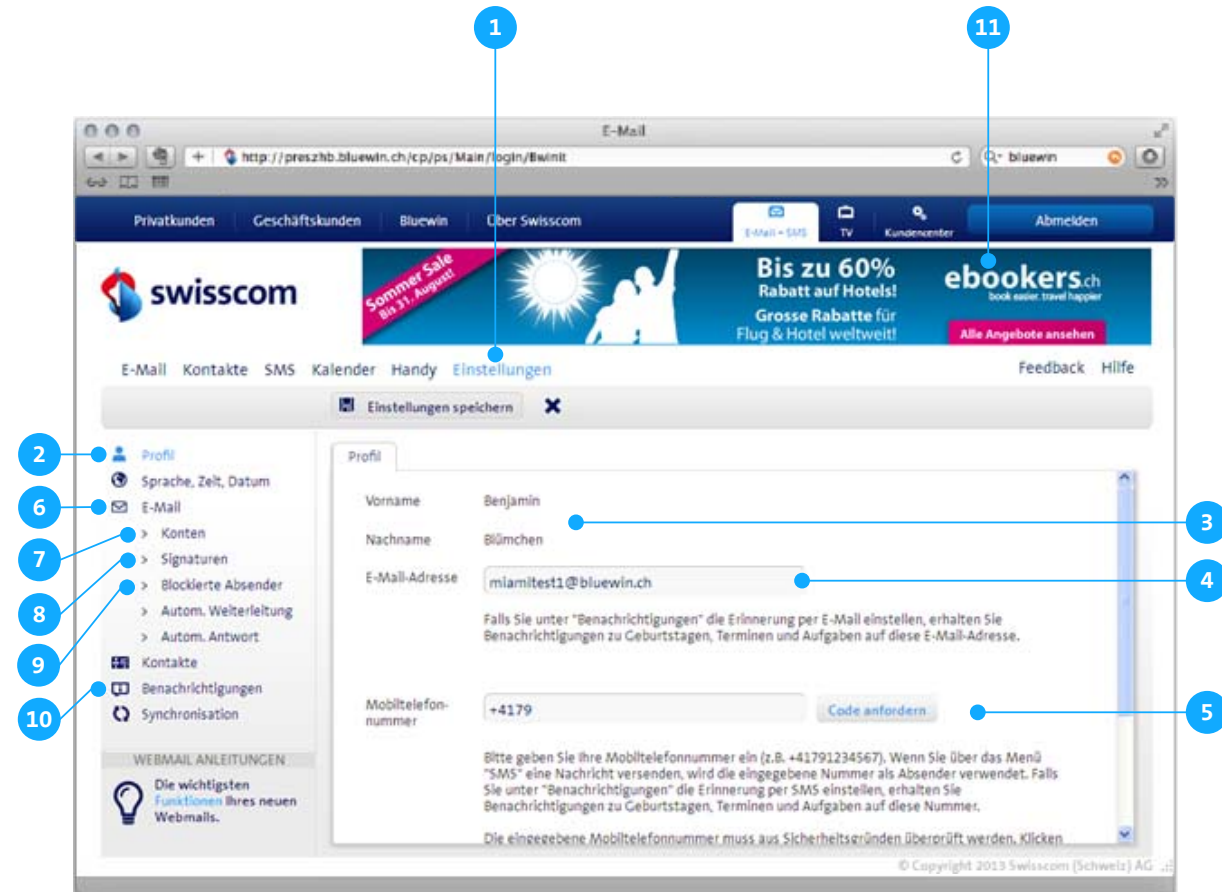 1
11
E-Mail
http://preszhb.bluewin.ch/cp/ps/Main/login/BwInit
bluewin
Privatkunden Geschäftskunden Bluewin Über Swisscom E-Mail + SMS TV Kundencenter Abmelden
swisscom
Sommer Sale
Bis 31. August!
Bis zu 60%
Rabatt auf Hotels!
Grosse Rabatte für
Flug & Hotel weltweit!
ebookers.ch
book easier. travel happier
Alle Angebote ansehen
E-Mail Kontakte SMS Kalender Handy Einstellungen Feedback Hilfe
Einstellungen speichern
2 Profil
Sprache, Zeit, Datum
6 E-Mail
7 > Konten
8 > Signaturen
9 > Blockierte Absender
> Autom. Weiterleitung
> Autom. Antwort
Kontakte
10 Benachrichtigungen
Synchronisation
WEBMAIL ANLEITUNGEN
Die wichtigsten
Funktionen Ihres neuen
Webmails.
Profil
Vorname Benjamin
3
Nachname Blümchen
E-Mail-Adresse miamitest1@bluewin.ch 4
Falls Sie unter "Benachrichtigungen" die Erinnerung per E-Mail einstellen, erhalten Sie
Benachrichtigungen zu Geburtstagen, Terminen und Aufgaben auf diese E-Mail-Adresse.
Mobiltelefon-
nummer +4179 Code anfordern 5
Bitte geben Sie Ihre Mobiltelefonnummer ein (z.B. +41791234567). Wenn Sie über das Menü
"SMS" eine Nachricht versenden, wird die eingegebene Nummer als Absender verwendet. Falls
Sie unter "Benachrichtigungen" die Erinnerung per SMS einstellen, erhalten Sie
Benachrichtigungen zu Geburtstagen, Terminen und Aufgaben auf diese Nummer.
Die eingegebene Mobiltelefonnummer muss aus Sicherheitsgründen überprüft werden. Klicken
© Copyright 2013 Swisscom (Schweiz) AG